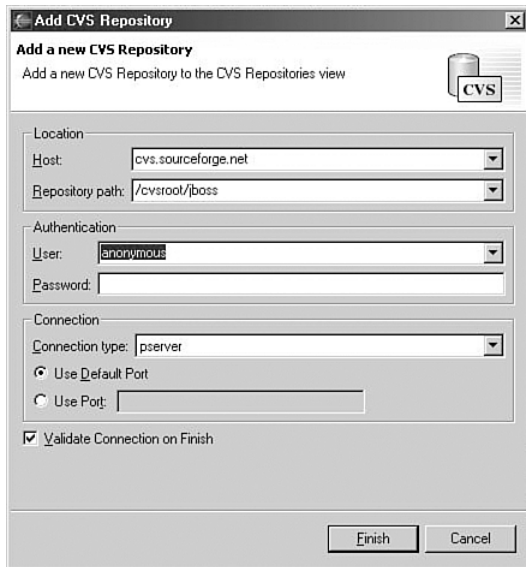 Add CVS Repository
Add a new CVS Repository
Add a new CVS Repository to the CVS Repositories view
CVS
Location
Host: cvs.sourceforge.net
Repository path: /cvsroot/jboss
Authentication
User: anonymous
Password:
Connection
Connection type: pserver
Use Default Port
Use Port:
Validate Connection on Finish
Finish Cancel